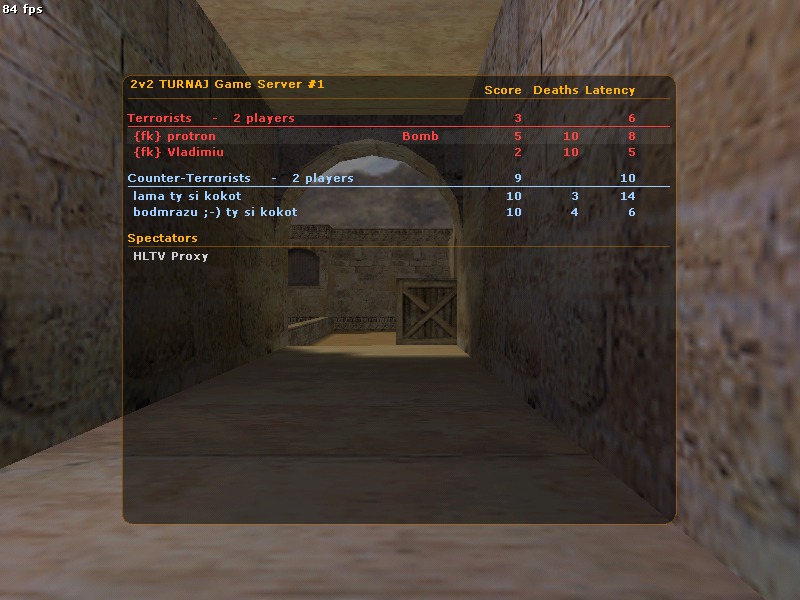 84 fps
2v2 TURNAJ Game Server #1
Score Deaths Latency
Terrorists - 2 players 3 6
{fk} protron Bomb 5 10 8
{fk} Vladimiu 2 10 5
Counter-Terrorists - 2 players 9 10
lama ty si kokot 10 3 14
bodmrazu ;-) ty si kokot 10 4 6
Spectators
HLTV Proxy